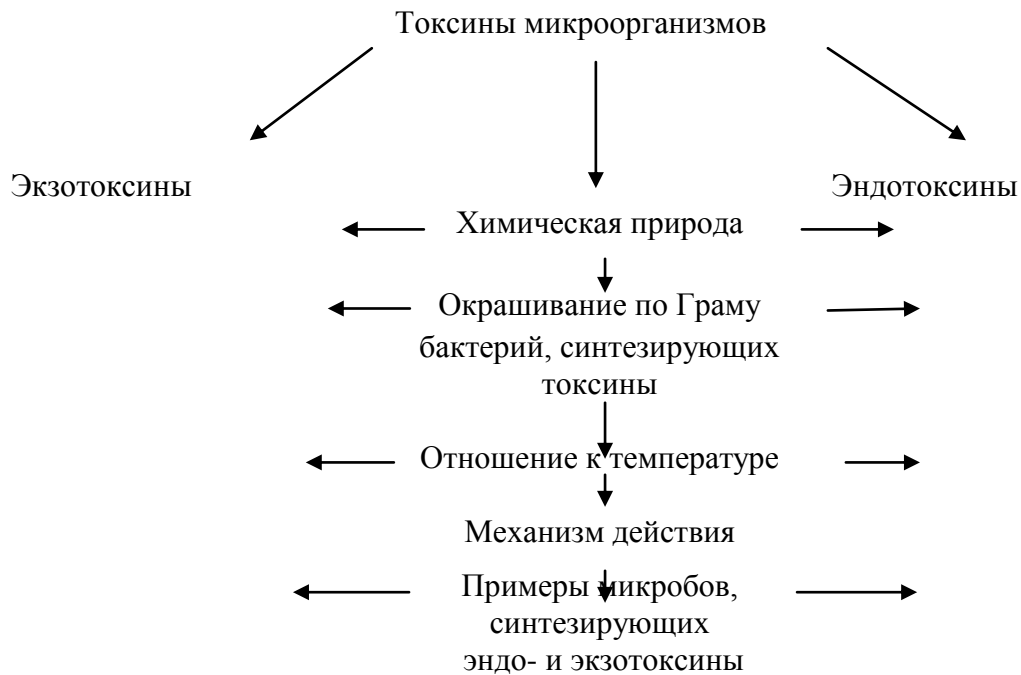 Токсины микроорганизмов
Экзотоксины
Эндотоксины
Химическая природа
Окрашивание по Граму
бактерий, синтезирующих
токсины
Отношение к температуре
Механизм действия
Примеры микробов,
синтезирующих
эндо- и экзотоксины